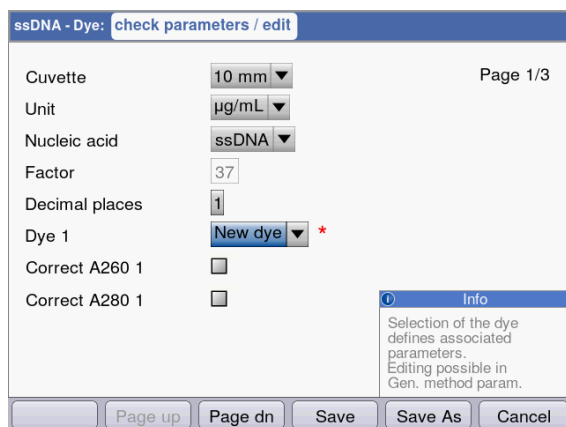 ssDNA - Dye: check parameters / edit
Cuvette 10 mm Page 1/3
Unit µg/mL
Nucleic acid ssDNA
Factor 37
Decimal places 1
Dye 1 New dye *
Correct A260 1
Correct A280 1
i Info
Selection of the dye
defines associated
parameters.
Editing possible in
Gen. method param.
Page up Page dn Save Save As Cancel